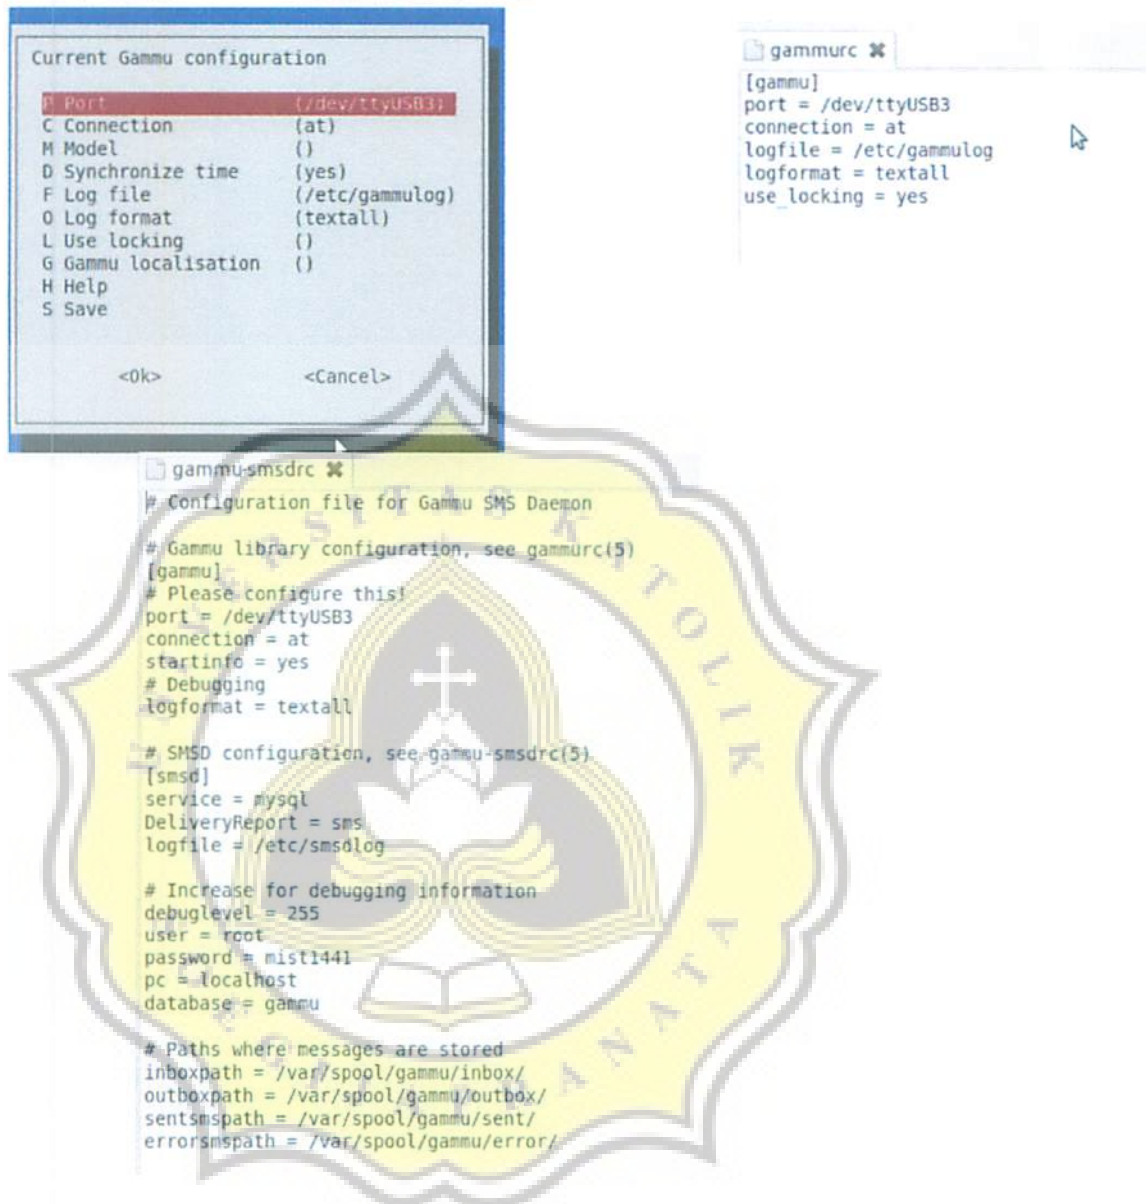 Current Gammu configuration
P Port (/dev/ttyUSB3)
C Connection (at)
M Model ()
D Synchronize time (yes)
F Log file (/etc/gammulog)
O Log format (textall)
L Use locking ()
G Gammu localisation ()
H Help
S Save
<Ok> <Cancel>
gammurc
[gammu]
port = /dev/ttyUSB3
connection = at
logfile = /etc/gammulog
logformat = textall
use_locking = yes
gammu-smsdrc
# Configuration file for Gammu SMS Daemon
# Gammu library configuration, see gammurc(5)
[gammu]
# Please configure this!
port = /dev/ttyUSB3
connection = at
startinfo = yes
# Debugging
logformat = textall
# SMSD configuration, see gammu-smsdrc(5)
[smsd]
service = mysql
DeliveryReport = sms
logfile = /etc/smsdlog
# Increase for debugging information
debuglevel = 255
user = root
password = mist1441
pc = localhost
database = gammu
# Paths where messages are stored
inboxpath = /var/spool/gammu/inbox/
outboxpath = /var/spool/gammu/outbox/
sentsmspath = /var/spool/gammu/sent/
errorsmspath = /var/spool/gammu/error/
KATOLIK